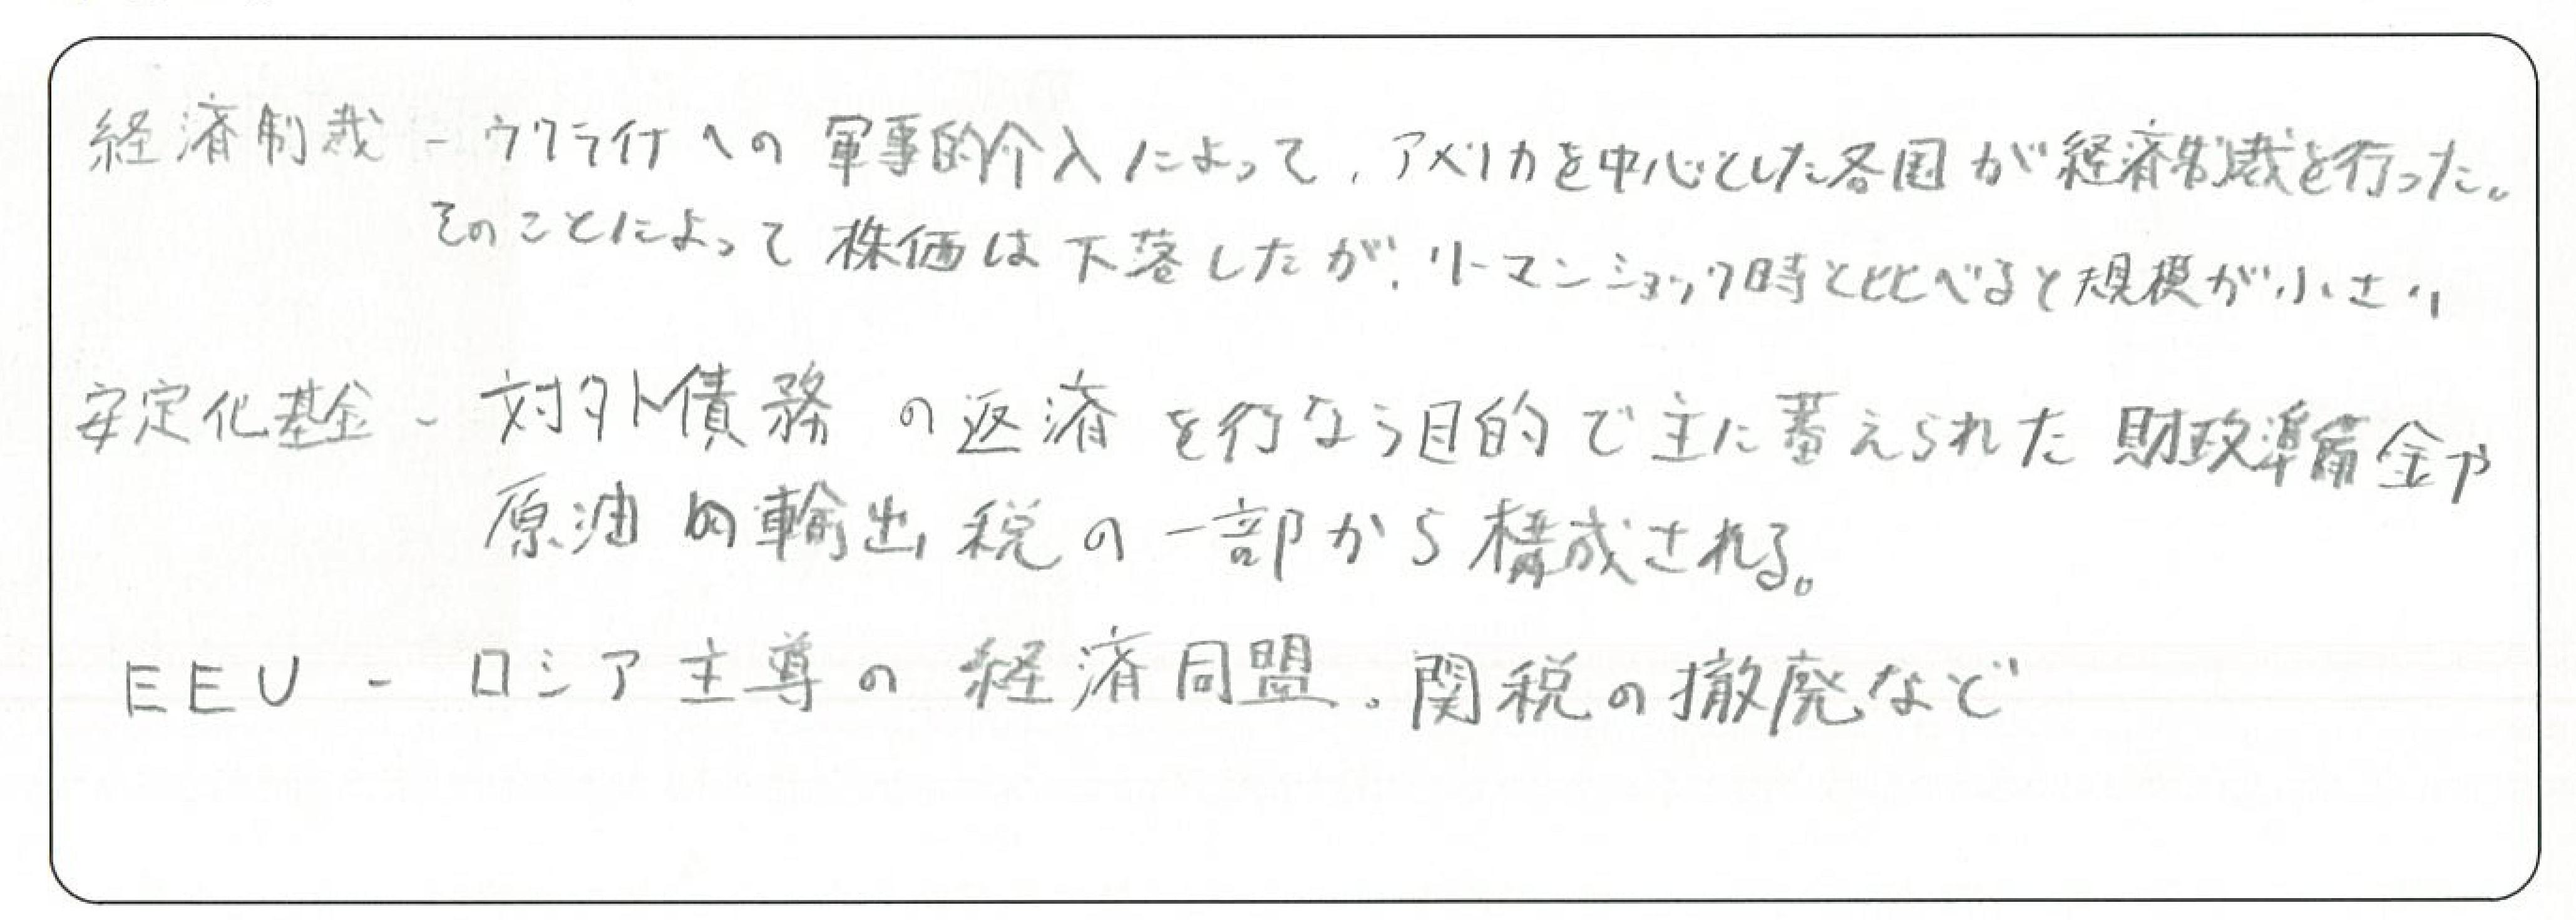 経済制裁 - ウクライナへの軍事的介入によって、アメリカを中心とした各国が経済制裁を行った。
そのことによって株価は下落したが、リーマンショック時と比べると規模が小さい
安定化基金 - 対外債務の返済を行なう目的で主に蓄えられた財政準備金や
原油の輸出税の一部から構成される。
EEU - ロシア主導の経済同盟。関税の撤廃など